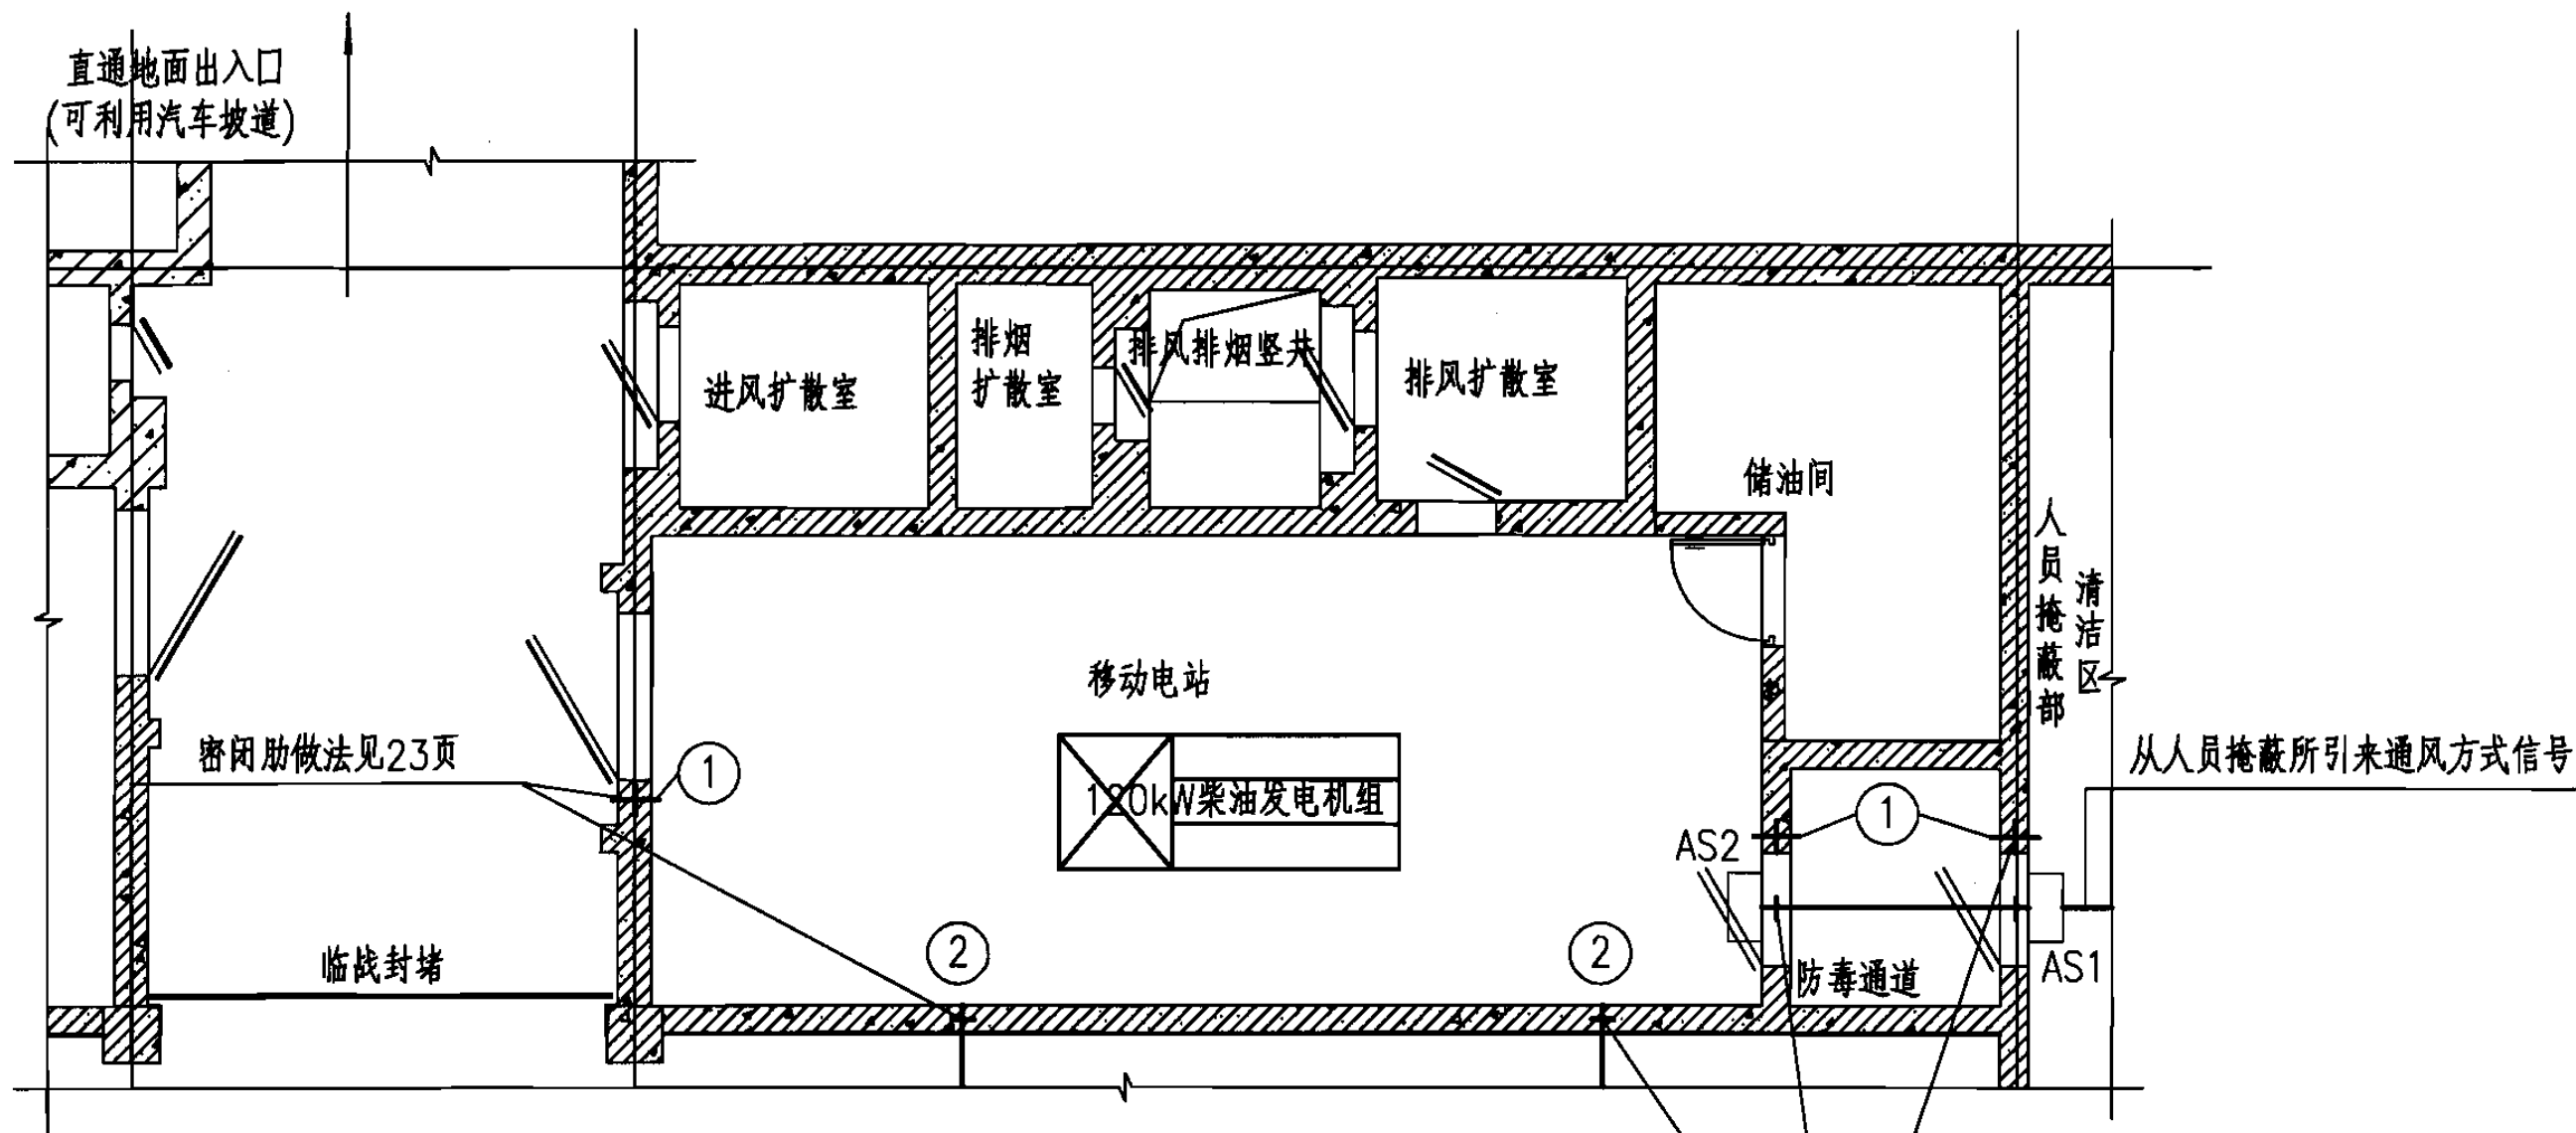 直通地面出入口
(可利用汽车坡道)
进风扩散室
排烟
扩散室
排风排烟竖井
排风扩散室
储油间
人员掩蔽部
清洁区
移动电站
密闭肋做法见23页
1
120kW柴油发电机组
1
从人员掩蔽所引来通风方式信号
AS2
临战封堵
2
2
防毒通道
AS1